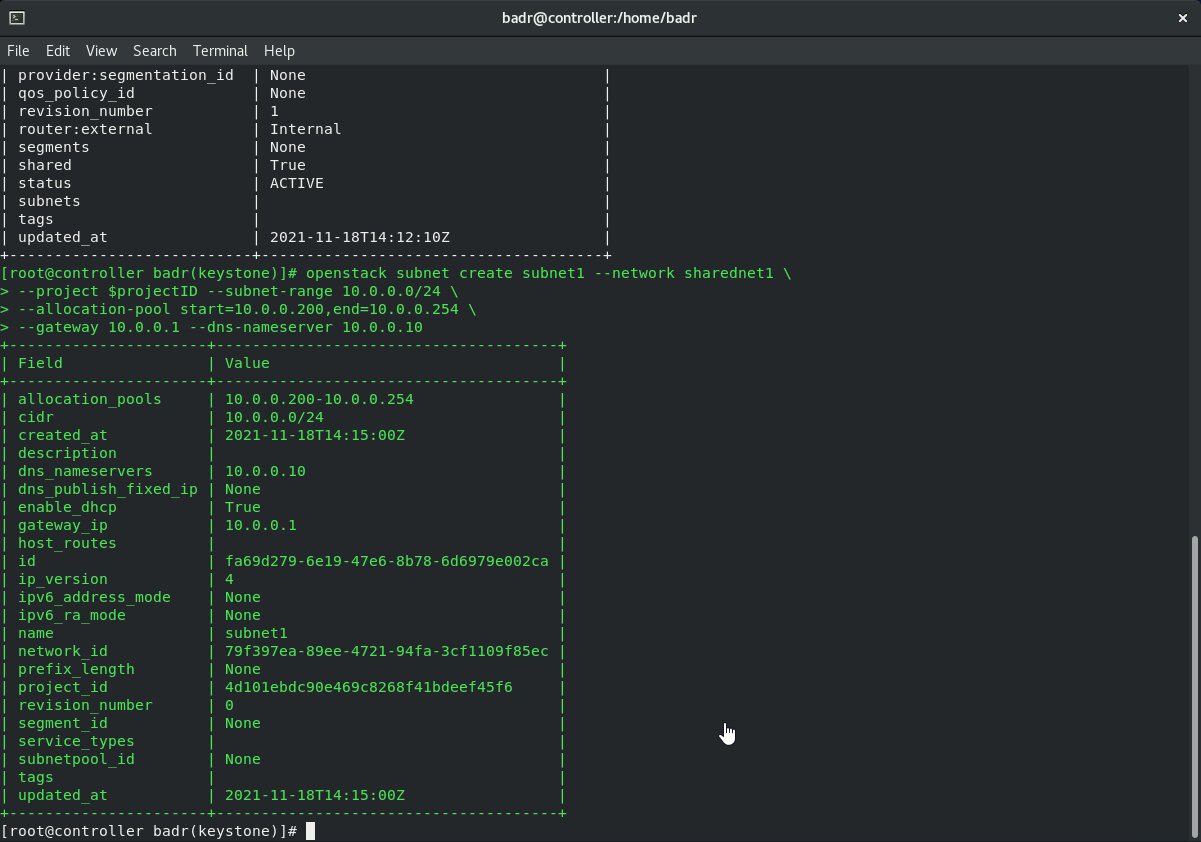 badr@controller:/home/badr
File Edit View Search Terminal Help
| provider:segmentation_id  | None                                 |
| qos_policy_id             | None                                 |
| revision_number           | 1                                    |
| router:external           | Internal                             |
| segments                  | None                                 |
| shared                    | True                                 |
| status                    | ACTIVE                               |
| subnets                   |                                      |
| tags                      |                                      |
| updated_at                | 2021-11-18T14:12:10Z                 |
+---------------------------+--------------------------------------+
[root@controller badr(keystone)]# openstack subnet create subnet1 --network sharednet1 \
> --project $projectID --subnet-range 10.0.0.0/24 \
> --allocation-pool start=10.0.0.200,end=10.0.0.254 \
> --gateway 10.0.0.1 --dns-nameserver 10.0.0.10
+----------------------+--------------------------------------+
| Field                | Value                                |
+----------------------+--------------------------------------+
| allocation_pools     | 10.0.0.200-10.0.0.254                |
| cidr                 | 10.0.0.0/24                          |
| created_at           | 2021-11-18T14:15:00Z                 |
| description          |                                      |
| dns_nameservers      | 10.0.0.10                            |
| dns_publish_fixed_ip | None                                 |
| enable_dhcp          | True                                 |
| gateway_ip           | 10.0.0.1                             |
| host_routes          |                                      |
| id                   | fa69d279-6e19-47e6-8b78-6d6979e002ca |
| ip_version           | 4                                    |
| ipv6_address_mode    | None                                 |
| ipv6_ra_mode         | None                                 |
| name                 | subnet1                              |
| network_id           | 79f397ea-89ee-4721-94fa-3cf1109f85ec |
| prefix_length        | None                                 |
| project_id           | 4d101ebdc90e469c8268f41bdeef45f6     |
| revision_number      | 0                                    |
| segment_id           | None                                 |
| service_types        |                                      |
| subnetpool_id        | None                                 |
| tags                 |                                      |
| updated_at           | 2021-11-18T14:15:00Z                 |
+----------------------+--------------------------------------+
[root@controller badr(keystone)]#